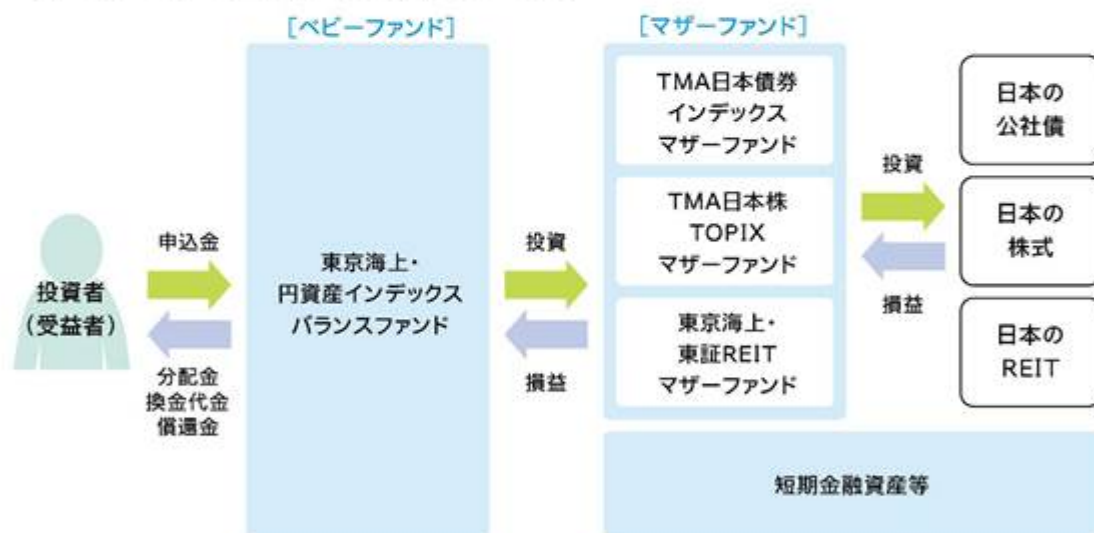 [ベビーファンド]
[マザーファンド]
投資者
(受益者)
申込金
分配金
換金代金
償還金
東京海上・
円資産インデックス
バランスファンド
投資
損益
TMA日本債券
インデックス
マザーファンド
TMA日本株
TOPIX
マザーファンド
東京海上・
東証REIT
マザーファンド
投資
損益
日本の
公社債
日本の
株式
日本の
REIT
短期金融資産等